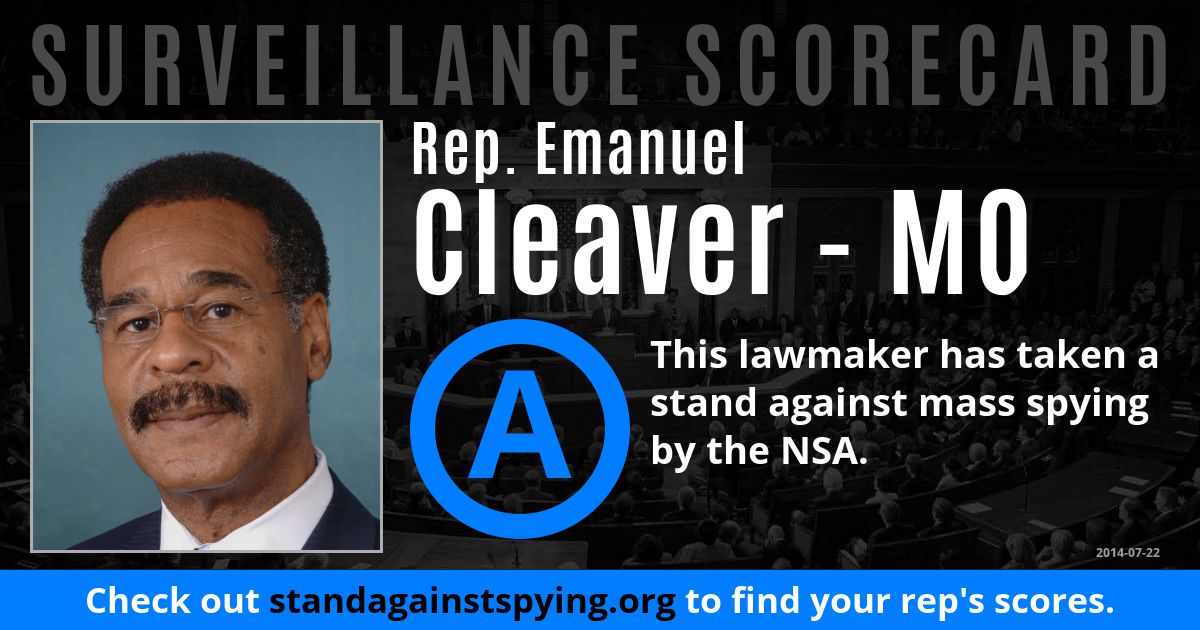 SURVEILLANCE SCORECARD
Rep. Emanuel
Cleaver - MO
A
This lawmaker has taken a
stand against mass spying
by the NSA.
2014-07-22
Check out standagainstspying.org to find your rep's scores.